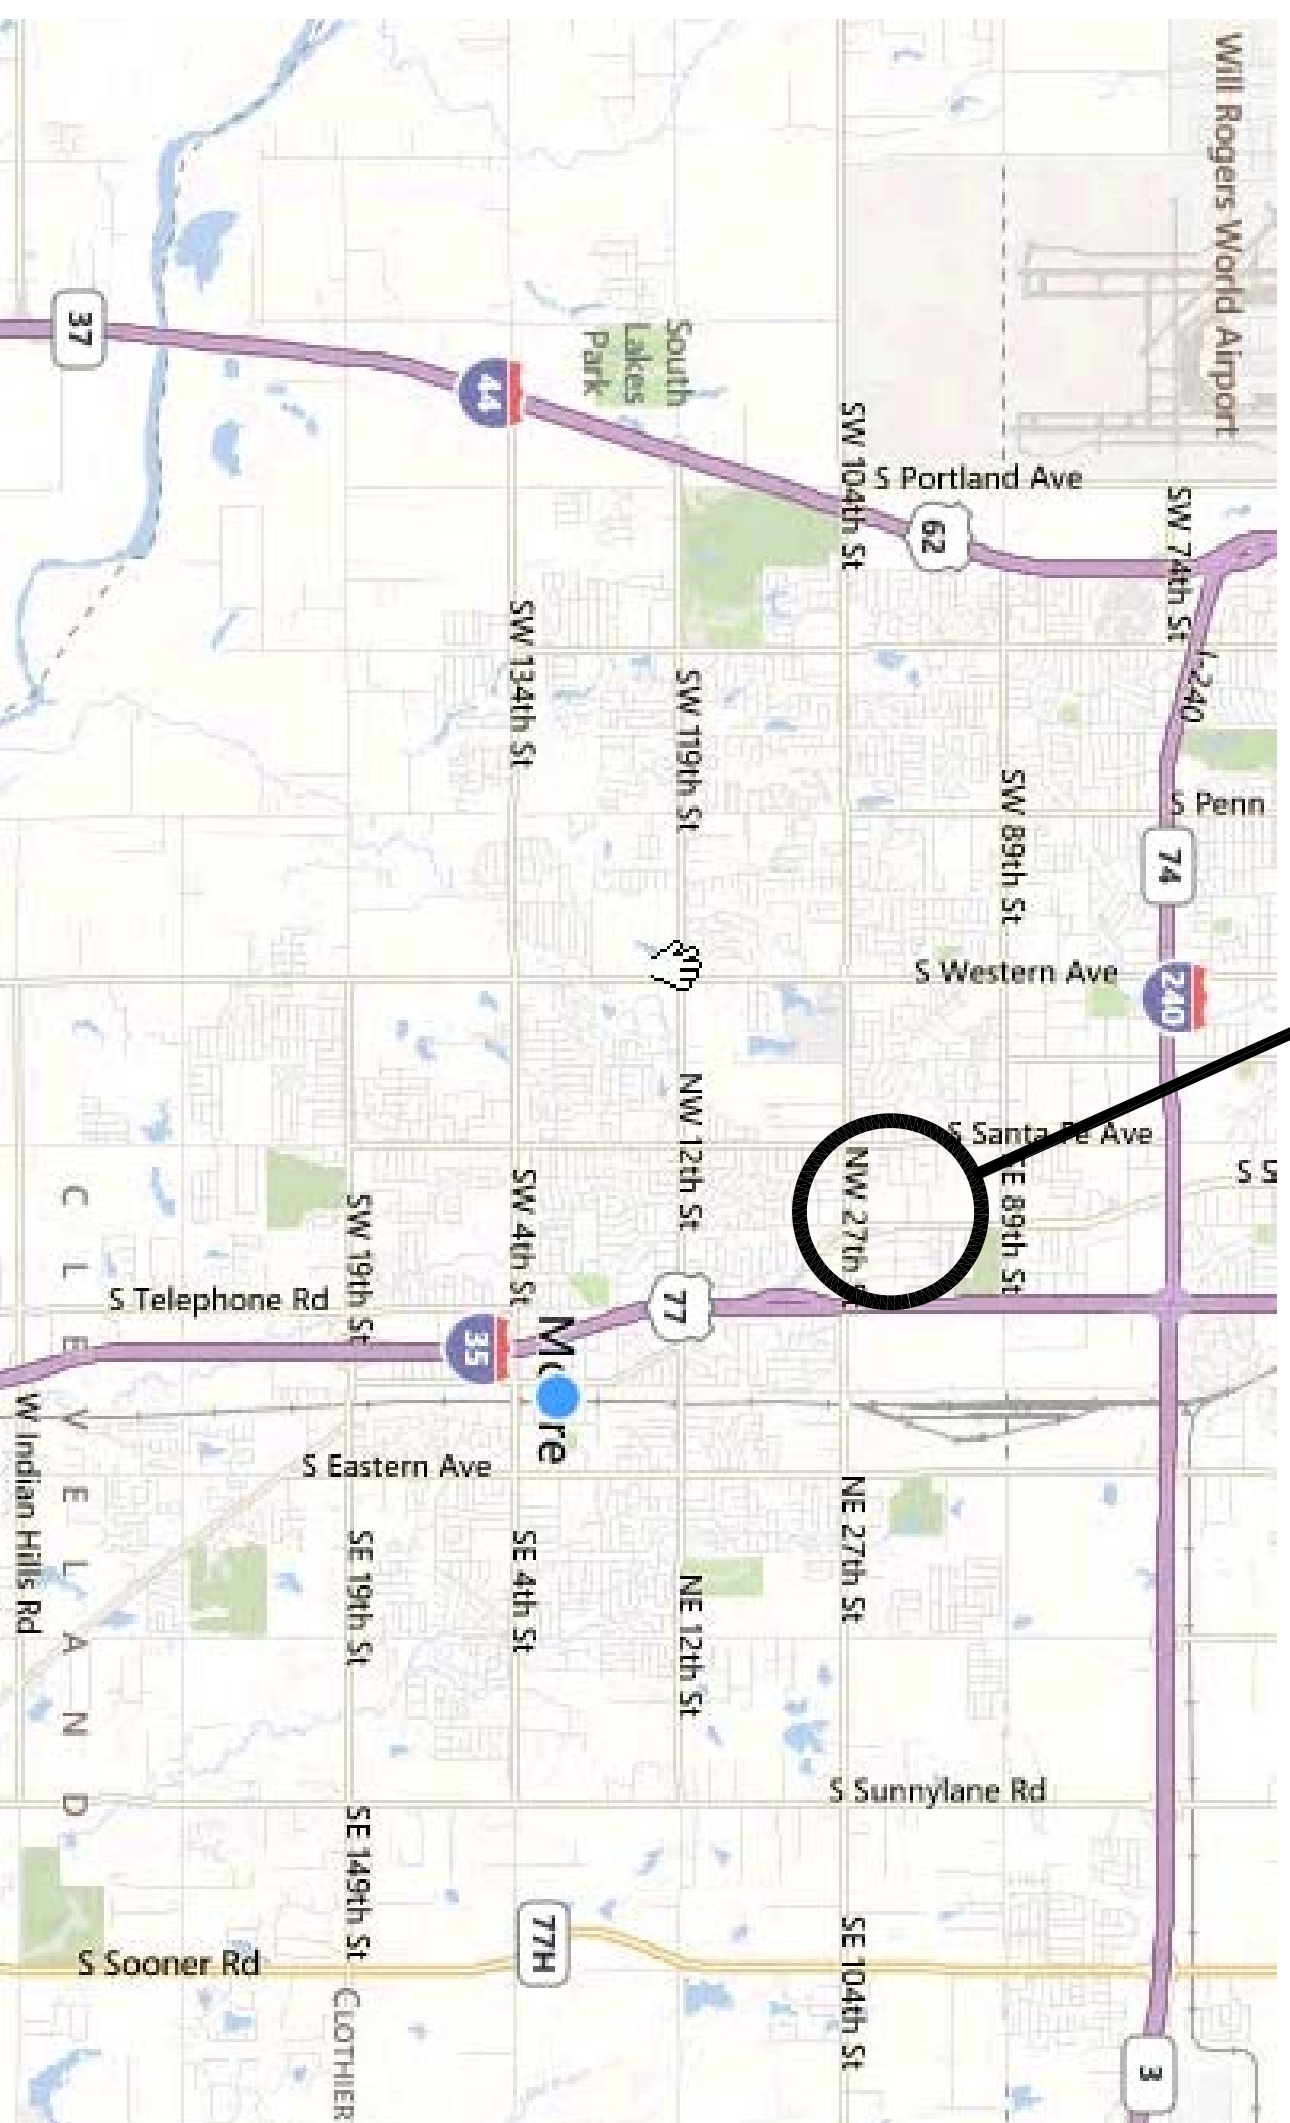 Will Rogers World Airport
37
44
South
Lakes
Park
SW 104th St
S Portland Ave
62
SW 74th St
I-240
SW 134th St
SW 119th St
SW 89th St
S Penn
74
S Western Ave
240
NW 12th St
S Santa Fe Ave
S S
NW 27th St
E 89th St
SW 19th St
SW 4th St
S Telephone Rd
77
35
Mo re
W Indian Hills Rd
S Eastern Ave
NE 27th St
SE 19th St
SE 4th St
NE 12th St
CLEVELAND
S Sunnylane Rd
SE 149th St
77H
S Sooner Rd
SE 104th St
CLOTHIER
3